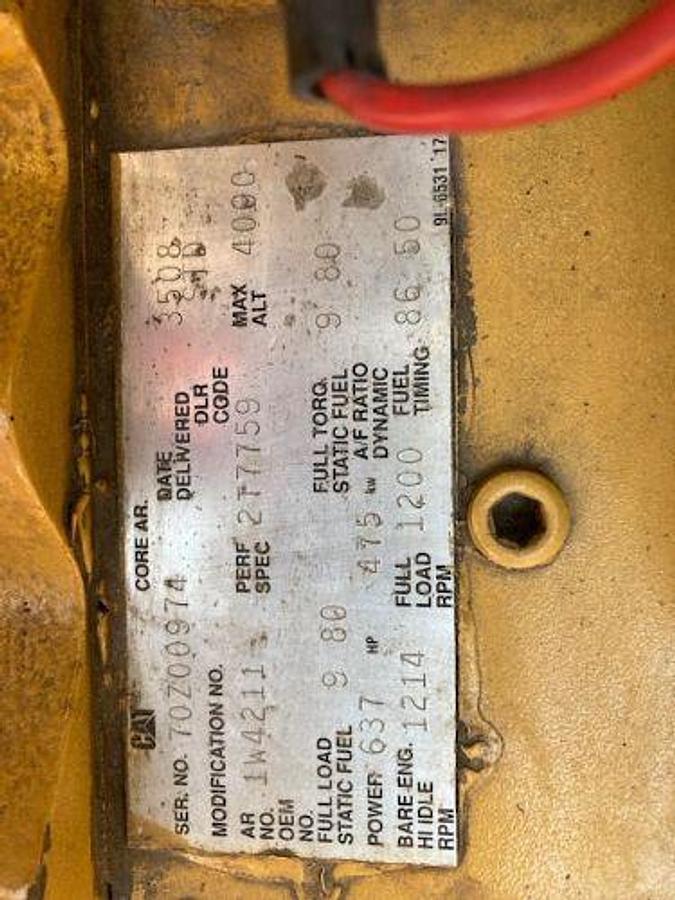 CAT CORE AR. 3508
SER. NO. 70Z00974 DATE DELIVERED
MODIFICATION NO. DLR CODE
AR NO. 1W4211 PERF SPEC 2T7759 MAX ALT 4000
OEM NO.
FULL LOAD STATIC FUEL 9 80 FULL TORQ. STATIC FUEL 9 80
POWER 637 HP 475 kw A/F RATIO DYNAMIC
BARE ENG. HI IDLE RPM 1214 FULL LOAD RPM 1200 FUEL TIMING 86 50
9L-6531 17